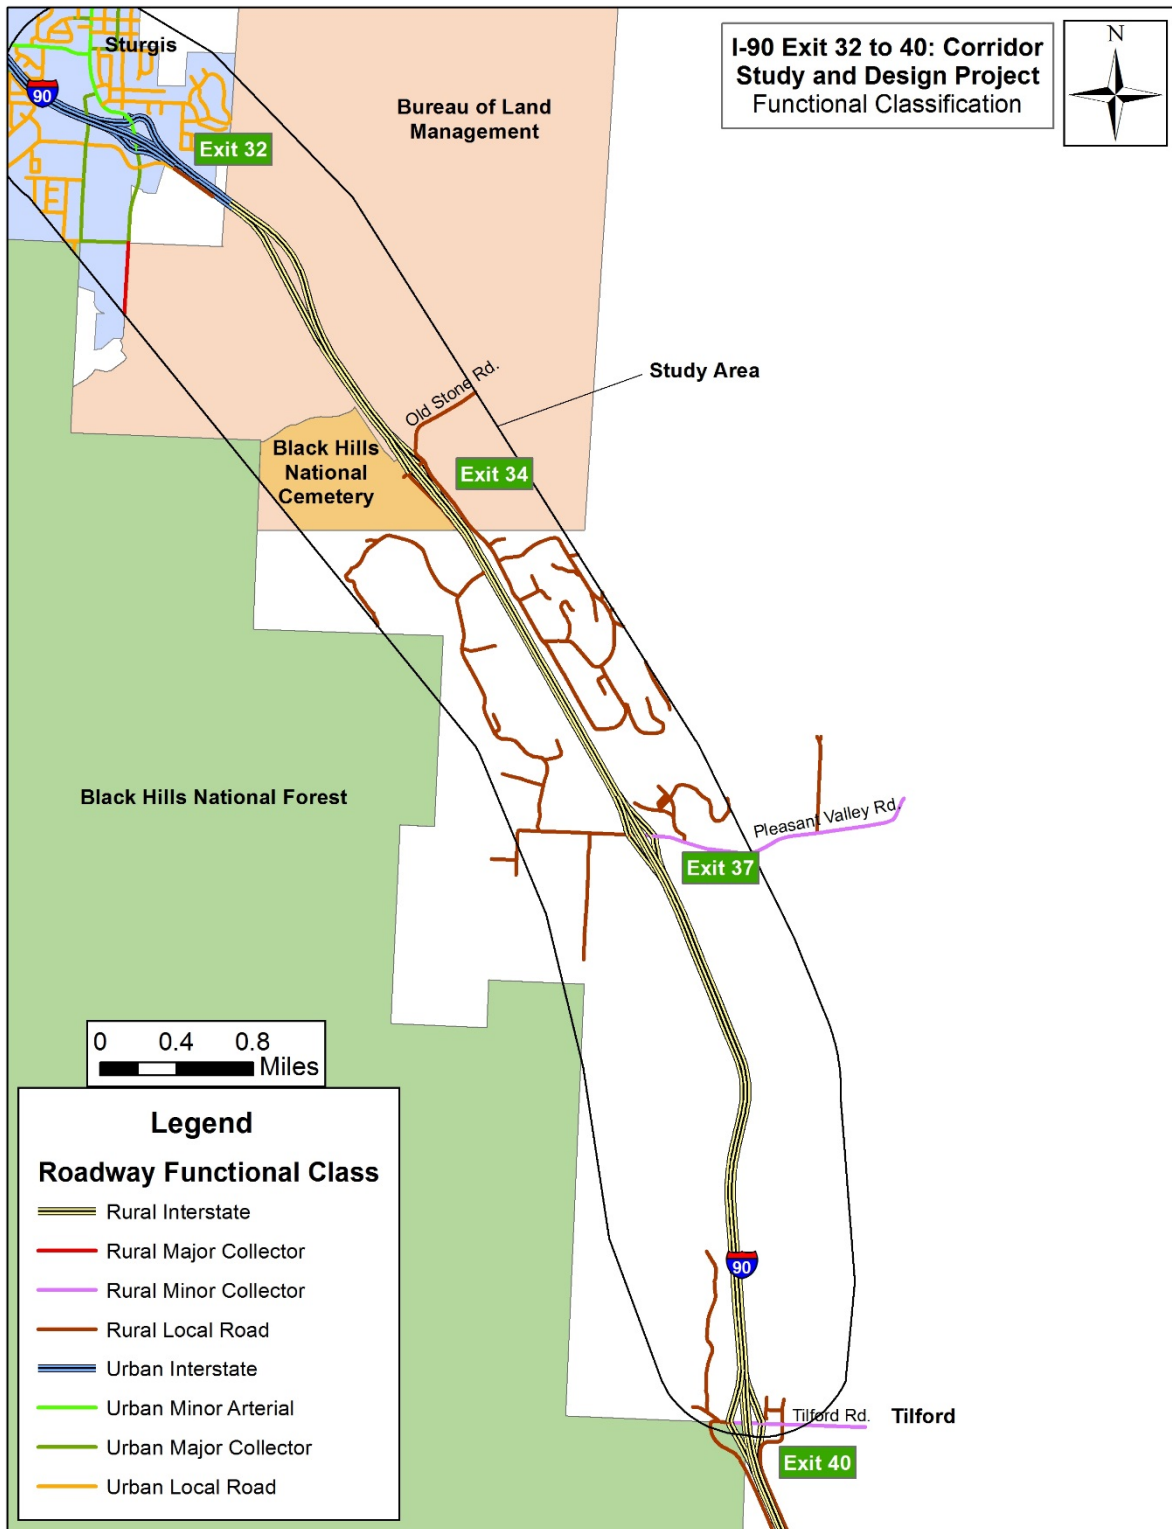 Sturgis
I-90 Exit 32 to 40: Corridor
Study and Design Project
Functional Classification
N
90
Bureau of Land
Management
Exit 32
Study Area
Old Stone Rd.
Black Hills
National
Cemetery
Exit 34
Black Hills National Forest
Pleasant Valley Rd.
Exit 37
0 0.4 0.8
Miles
Legend
Roadway Functional Class
Rural Interstate
Rural Major Collector
Rural Minor Collector
Rural Local Road
Urban Interstate
Urban Minor Arterial
Urban Major Collector
Urban Local Road
90
Tilford Rd.
Tilford
Exit 40